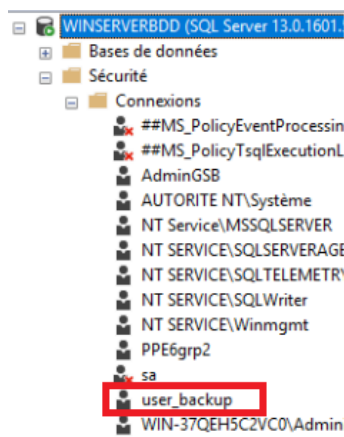 WINSERVERBDD (SQL Server 13.0.1601.5
Bases de données
Sécurité
Connexions
##MS_PolicyEventProcessin
##MS_PolicyTsqlExecutionL
AdminGSB
AUTORITE NT\Système
NT Service\MSSQLSERVER
NT SERVICE\SQLSERVERAGE
NT SERVICE\SQLTELEMETRY
NT SERVICE\SQLWriter
NT SERVICE\Winmgmt
PPE6grp2
sa
user_backup
WIN-37QEH5C2VC0\Admin